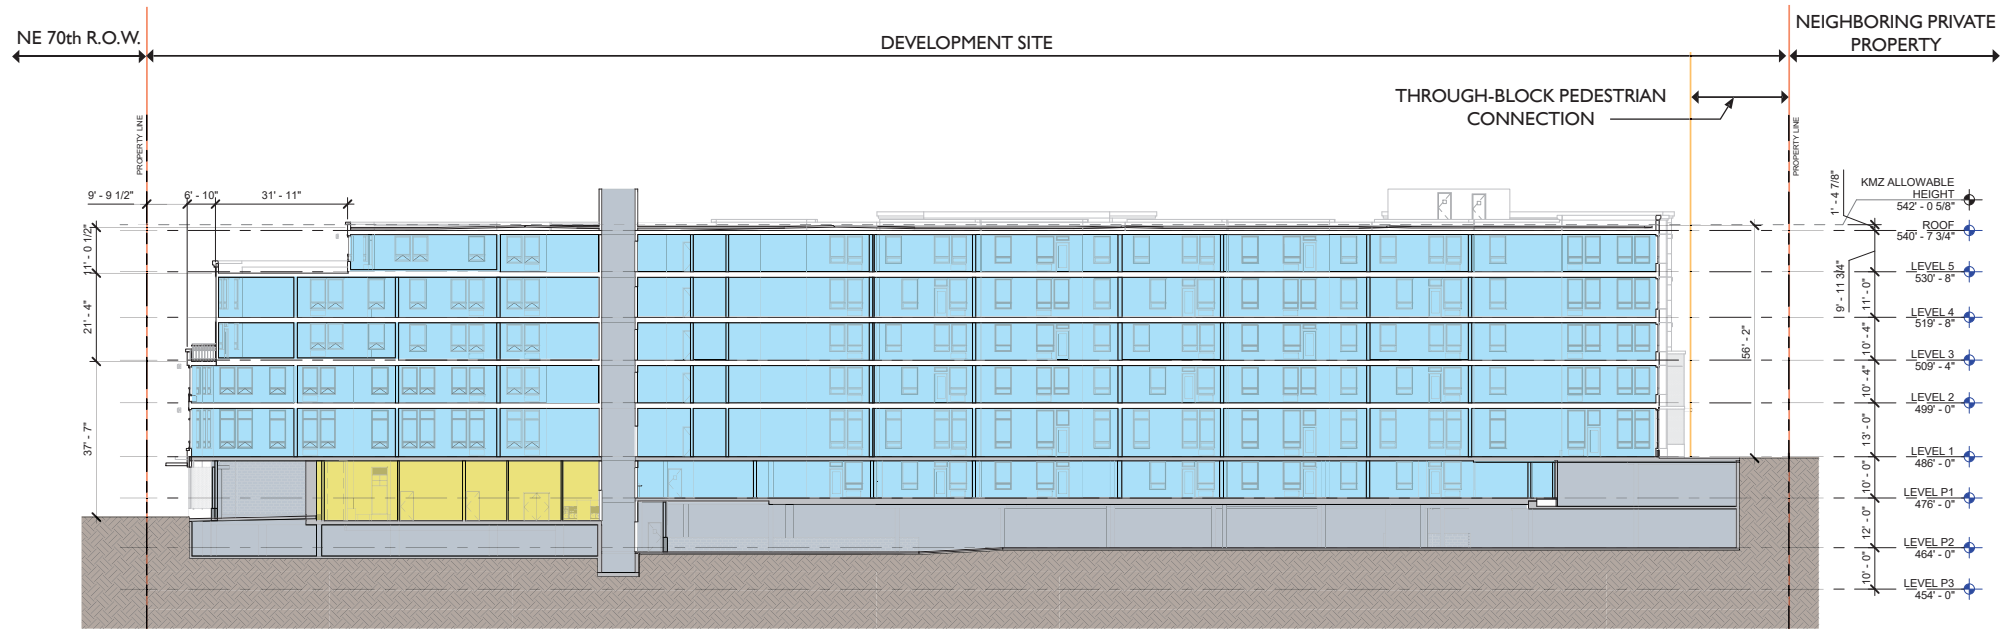 NE 70th R.O.W.
DEVELOPMENT SITE
NEIGHBORING PRIVATE
PROPERTY
THROUGH-BLOCK PEDESTRIAN
CONNECTION
PROPERTY LINE
PROPERTY LINE
9' - 9 1/2"
6' - 10"
31' - 11"
11' - 0 1/2"
21' - 4"
37' - 7"
56' - 2"
1' - 4 7/8"
9' - 11 3/4"
11' - 0"
10' - 4"
10' - 4"
13' - 0"
10' - 0"
12' - 0"
10' - 0"
KMZ ALLOWABLE
HEIGHT
542' - 0 5/8"
ROOF
540' - 7 3/4"
LEVEL 5
530' - 8"
LEVEL 4
519' - 8"
LEVEL 3
509' - 4"
LEVEL 2
499' - 0"
LEVEL 1
486' - 0"
LEVEL P1
476' - 0"
LEVEL P2
464' - 0"
LEVEL P3
454' - 0"